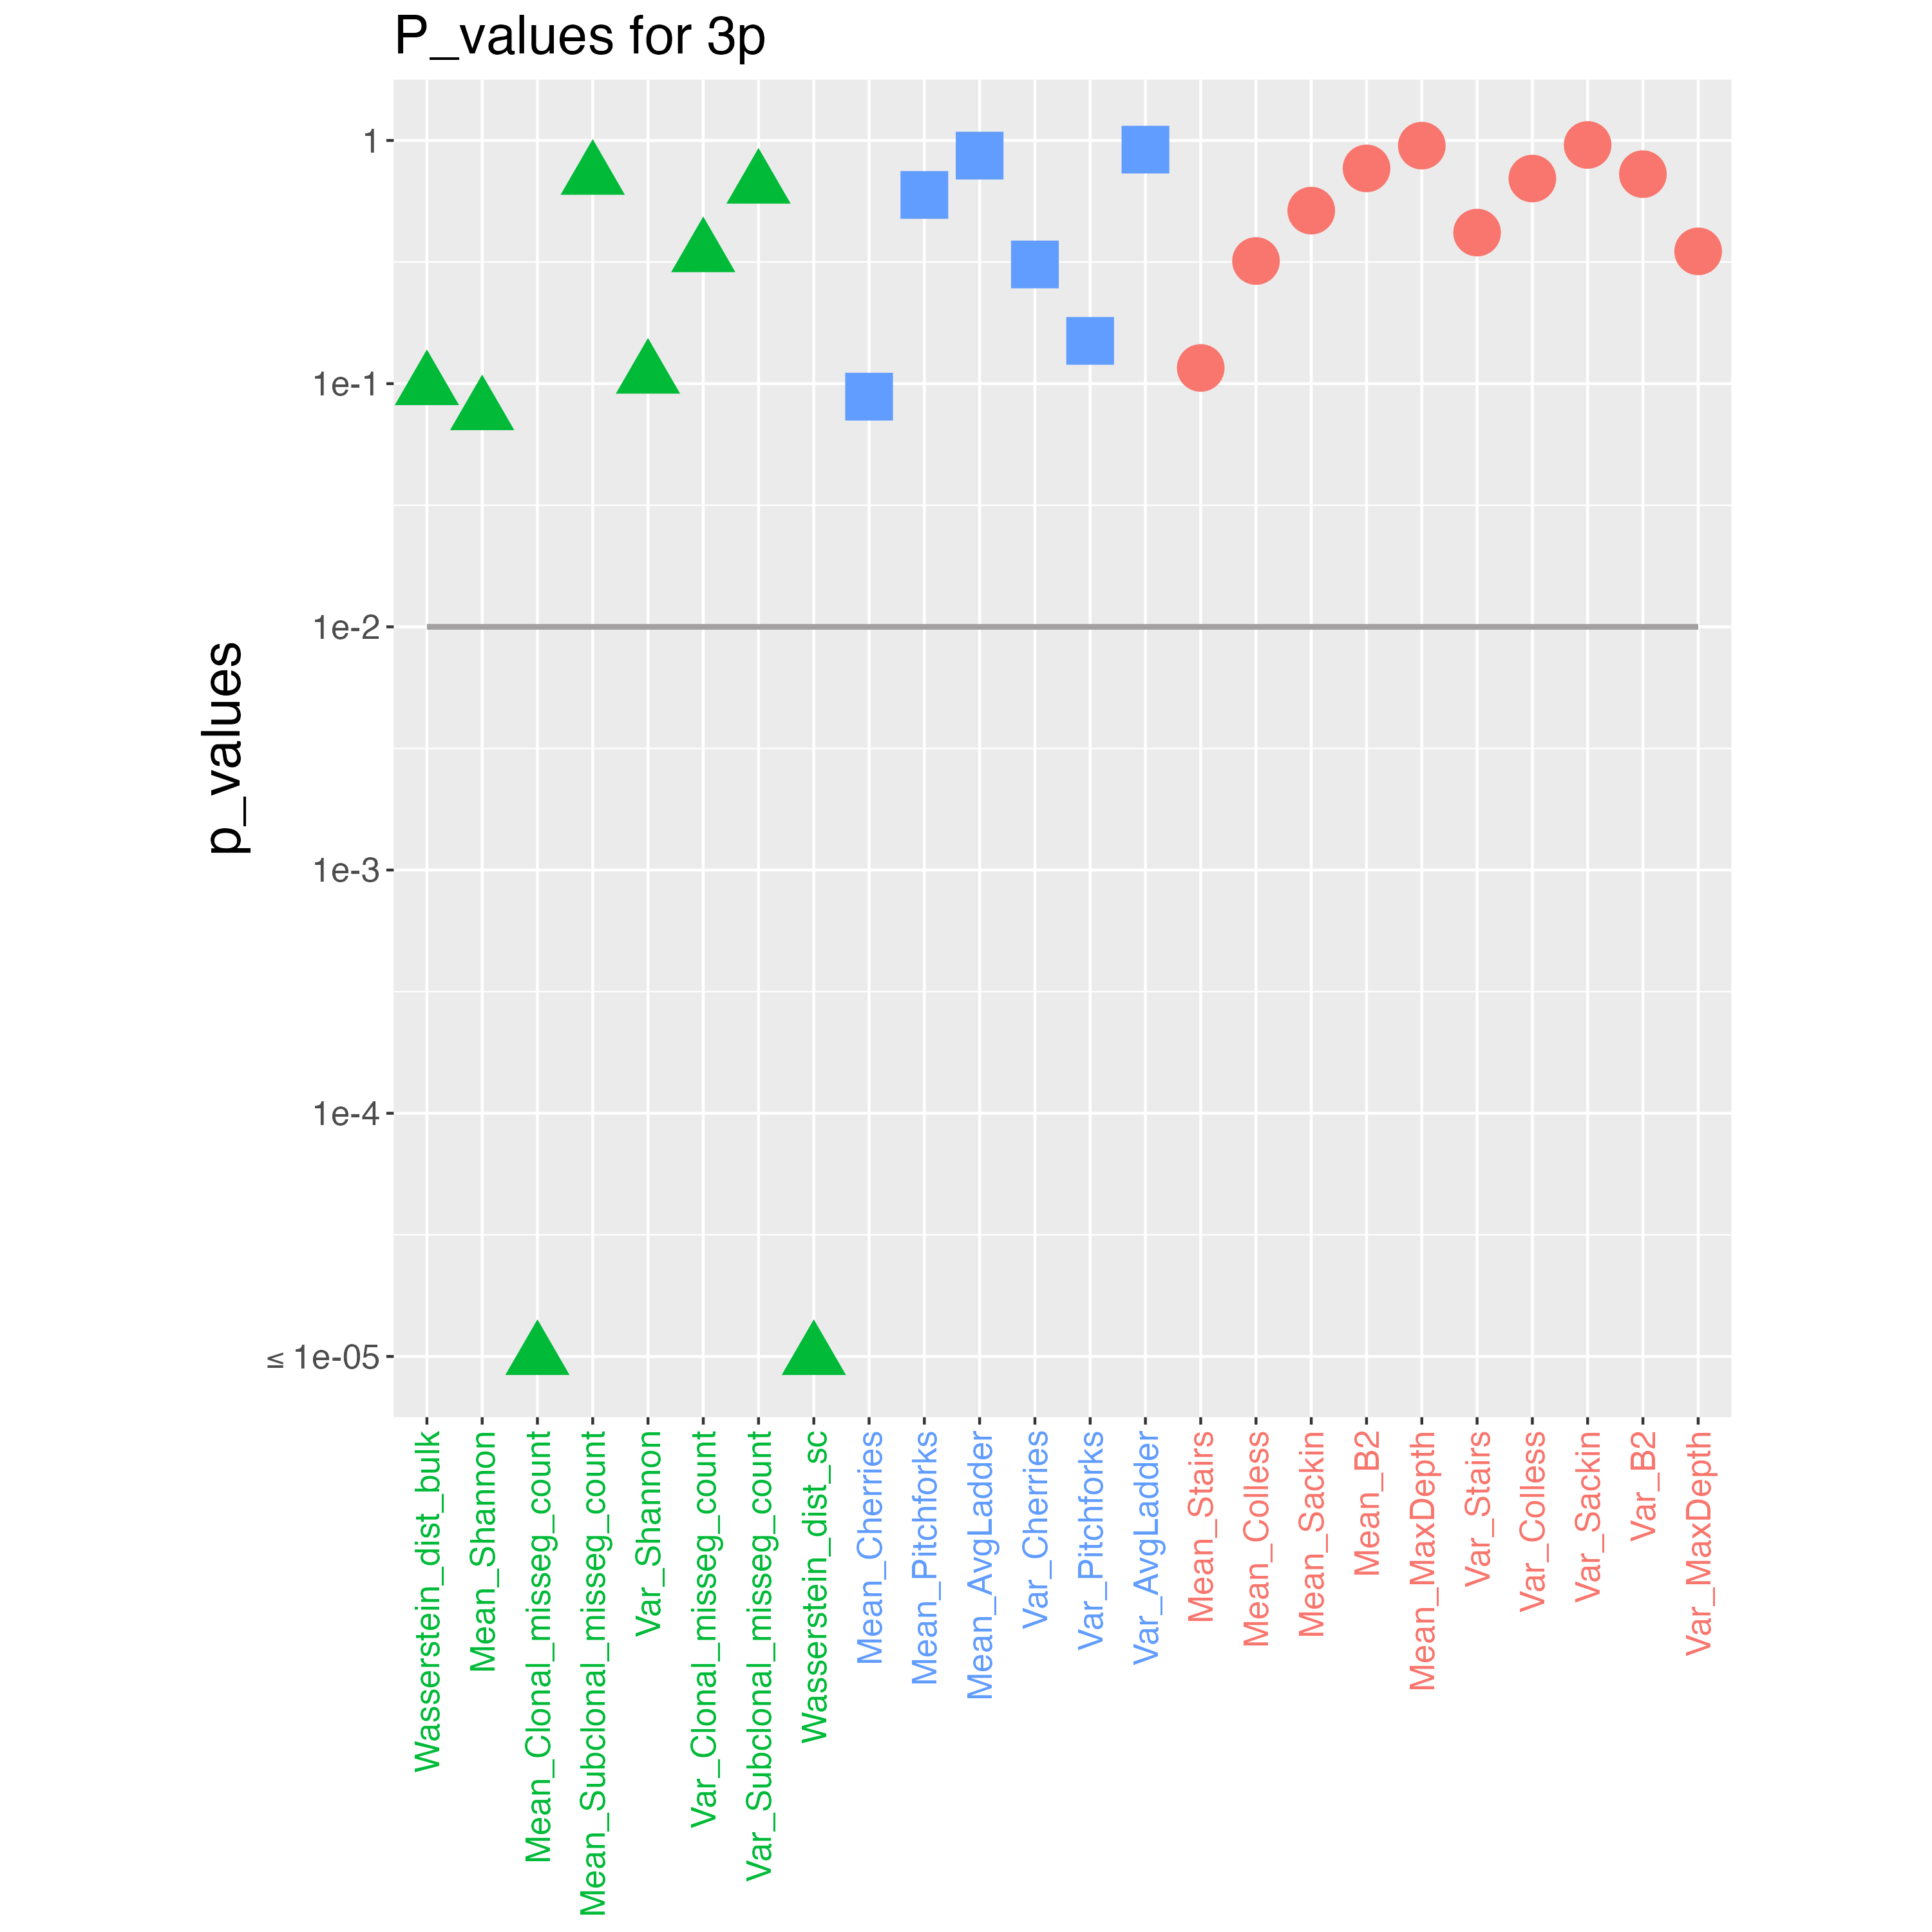 P_values for 3p
p_values
1
1e-1
1e-2
1e-3
1e-4
≤ 1e-05
Wasserstein_dist_bulk
Mean_Shannon
Mean_Clonal_misseg_count
Mean_Subclonal_misseg_count
Var_Shannon
Var_Clonal_misseg_count
Var_Subclonal_misseg_count
Wasserstein_dist_sc
Mean_Cherries
Mean_Pitchforks
Mean_AvgLadder
Var_Cherries
Var_Pitchforks
Var_AvgLadder
Mean_Stairs
Mean_Colless
Mean_Sackin
Mean_B2
Mean_MaxDepth
Var_Stairs
Var_Colless
Var_Sackin
Var_B2
Var_MaxDepth